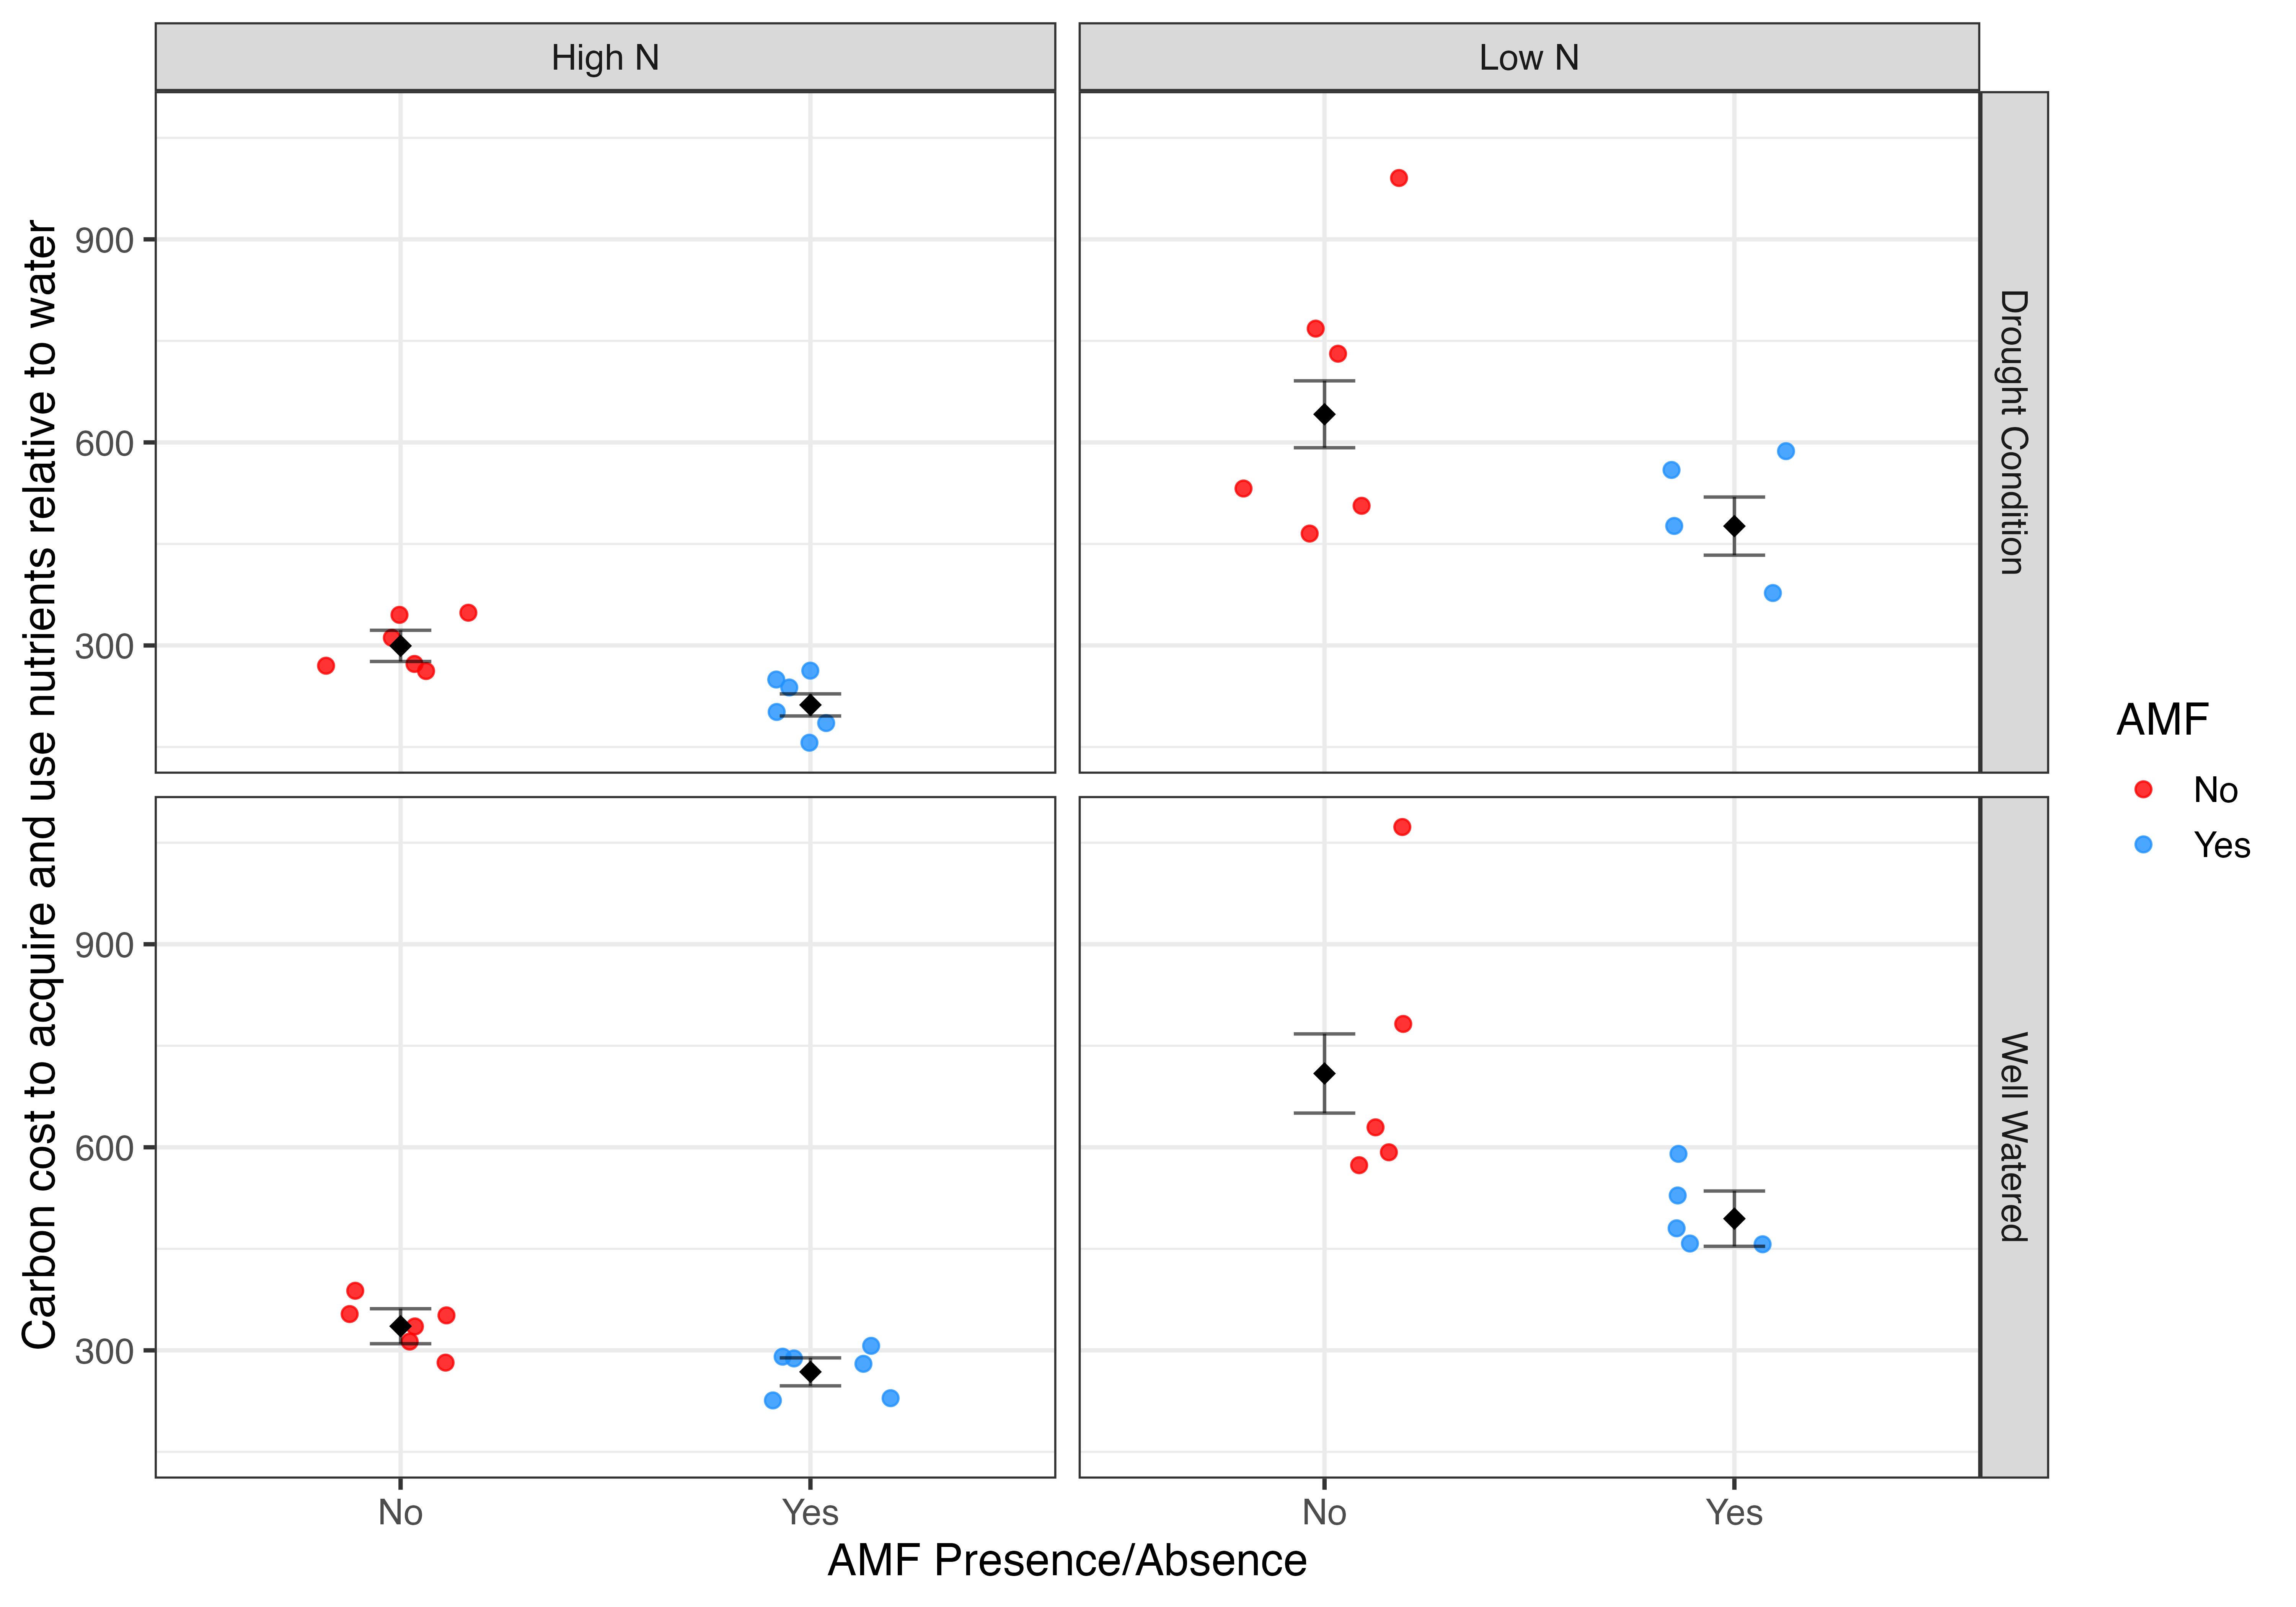 High N
Low N
Carbon cost to acquire and use nutrients relative to water
900
600
300
Drought Condition
900
600
300
Well Watered
No
Yes
No
Yes
AMF Presence/Absence
AMF
No
Yes